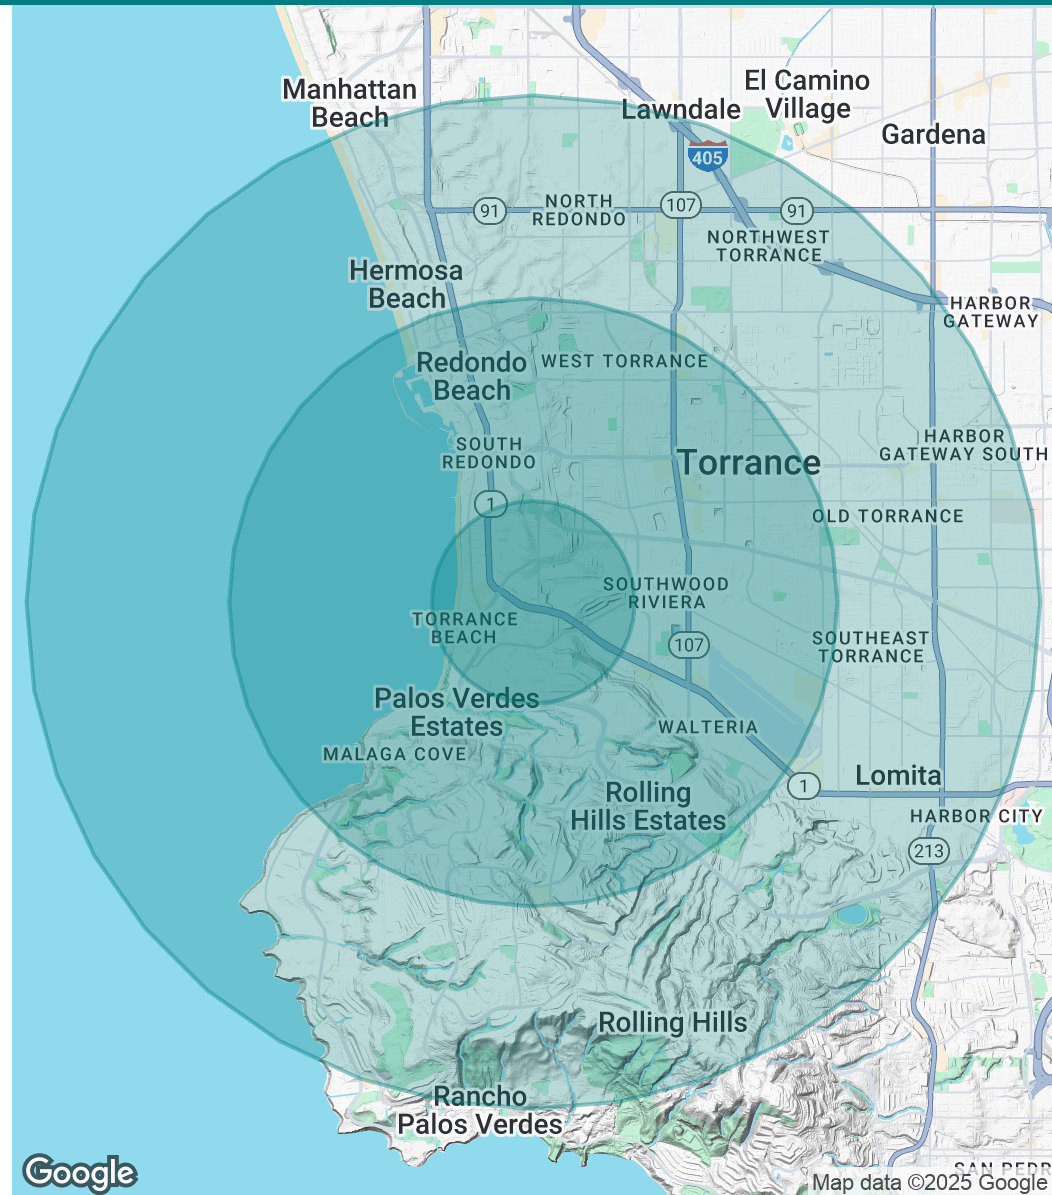 Manhattan
Beach
Lawndale
El Camino
Village
Gardena
405
91
NORTH
REDONDO
107
91
NORTHWEST
TORRANCE
Hermosa
Beach
HARBOR
GATEWAY
Redondo
Beach
WEST TORRANCE
SOUTH
REDONDO
Torrance
HARBOR
GATEWAY SOUTH
1
OLD TORRANCE
SOUTHWOOD
RIVIERA
TORRANCE
BEACH
107
SOUTHEAST
TORRANCE
Palos Verdes
Estates
MALAGA COVE
WALTERIA
Rolling
Hills Estates
1
Lomita
HARBOR CITY
213
Rolling Hills
Rancho
Palos Verdes
SAN PEDR
Google
Map data ©2025 Google